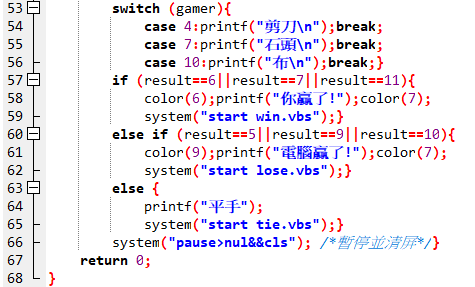 53 switch (gamer){
54 case 4:printf("剪刀\n");break;
55 case 7:printf("石頭\n");break;
56 case 10:printf("布\n");break;}
57 if (result==6||result==7||result==11){
58 color(6);printf("你贏了!");color(7);
59 system("start win.vbs");}
60 else if (result==5||result==9||result==10){
61 color(9);printf("電腦贏了!");color(7);
62 system("start lose.vbs");}
63 else {
64 printf("平手");
65 system("start tie.vbs");}
66 system("pause>nul&&cls"); /*暫停並清屏*/}
67 return 0;
68 }